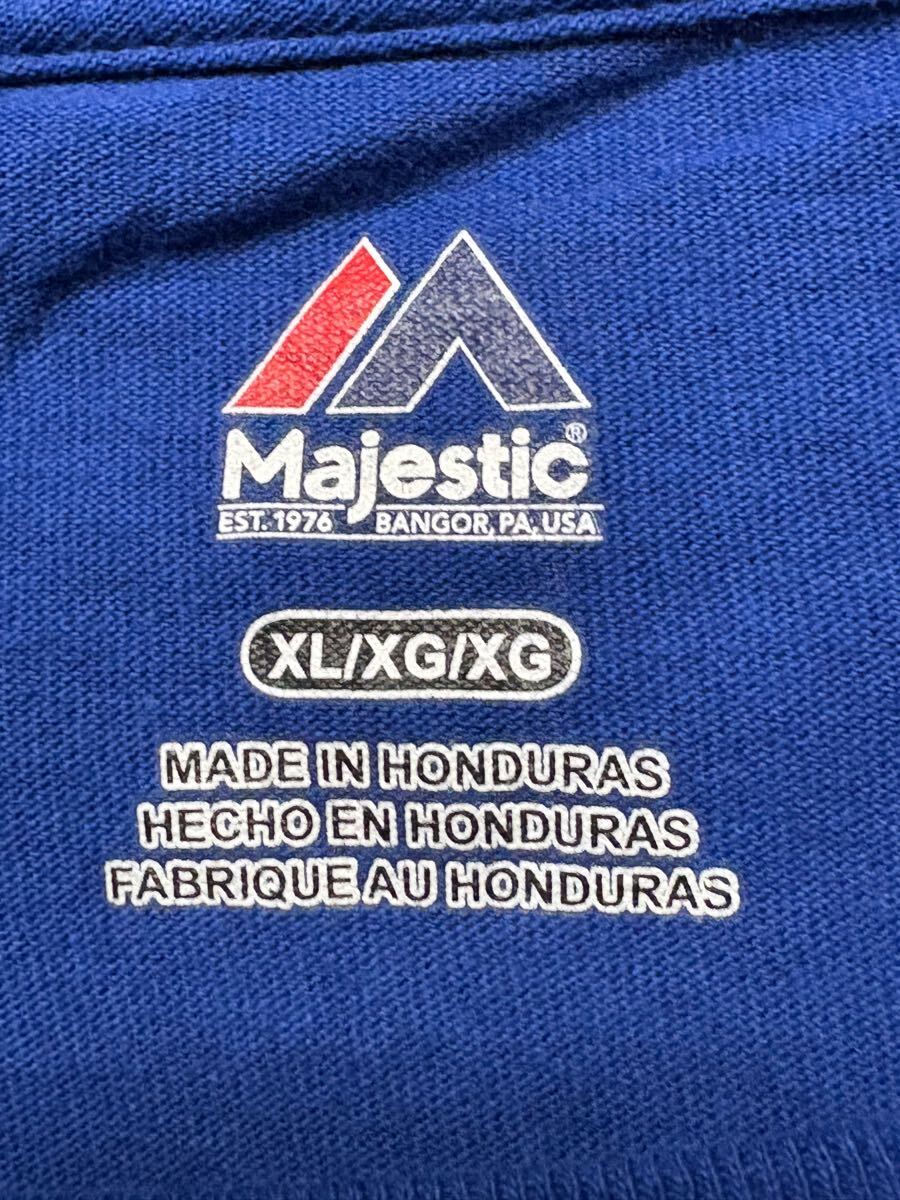 Majestic®
EST. 1976 BANGOR, PA, USA
XL/XG/XG
MADE IN HONDURAS
HECHO EN HONDURAS
FABRIQUE AU HONDURAS